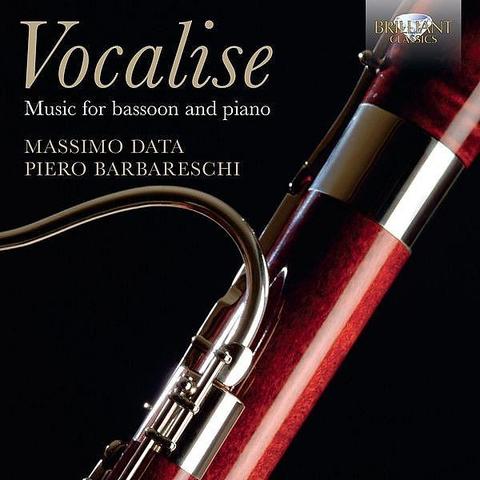 Vocalise
BRILLIANT
CLASSICS
Music for bassoon and piano
MASSIMO DATA
PIERO BARBARESCHI